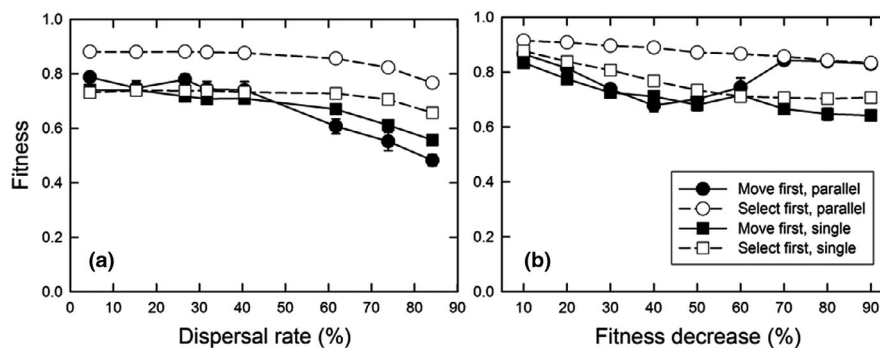 1.0
0.8
0.6
0.4
0.2
0.0
Fitness
(a)
0 10 20 30 40 50 60 70 80 90
Dispersal rate (%)
1.0
0.8
0.6
0.4
0.2
0.0
(b)
Move first, parallel
Select first, parallel
Move first, single
Select first, single
10 20 30 40 50 60 70 80 90
Fitness decrease (%)